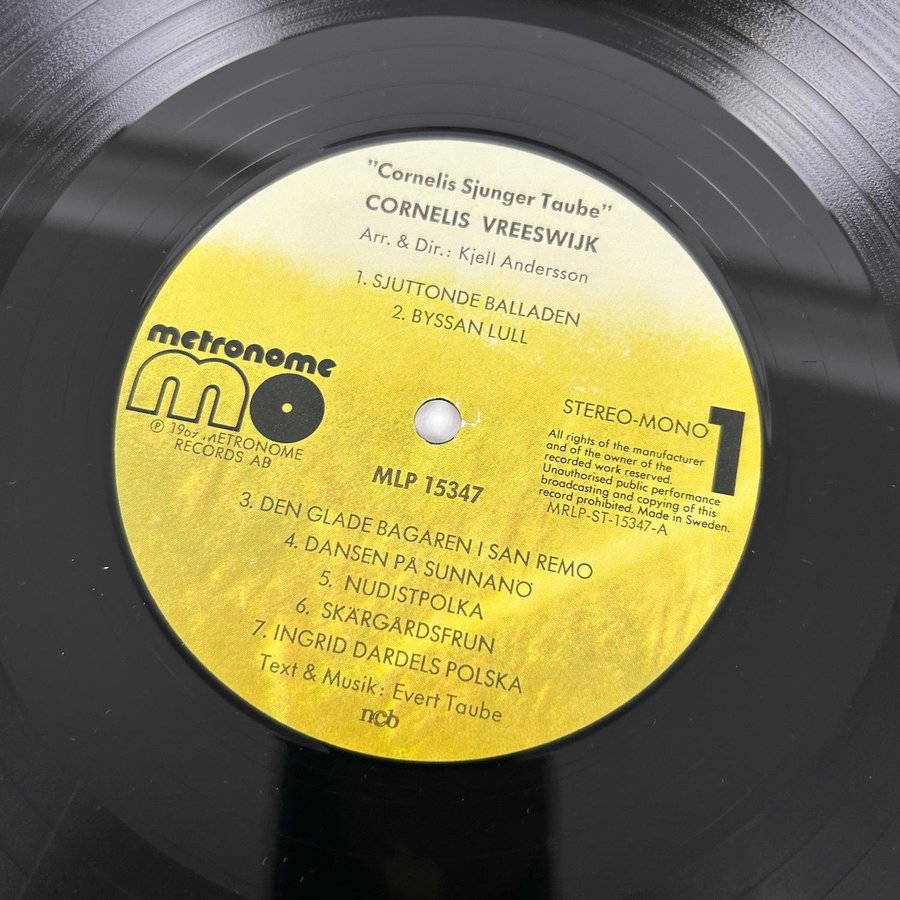 "Cornelis Sjunger Taube"
CORNELIS VREESWIJK
Arr. & Dir.: Kjell Andersson
1. SJUTTONDE BALLADEN
2. BYSSAN LULL
metronome
mo
℗ 1969 METRONOME
RECORDS AB
MLP 15347
STEREO-MONO
1
All rights of the manufacturer
and of the owner of the
recorded work reserved.
Unauthorised public performance
broadcasting and copying of this
record prohibited. Made in Sweden.
MRLP-ST-15347-A
3. DEN GLADE BAGAREN I SAN REMO
4. DANSEN PÅ SUNNANÖ
5. NUDISTPOLKA
6. SKÄRGÅRDSFRUN
7. INGRID DARDELS POLSKA
Text & Musik: Evert Taube
ncb